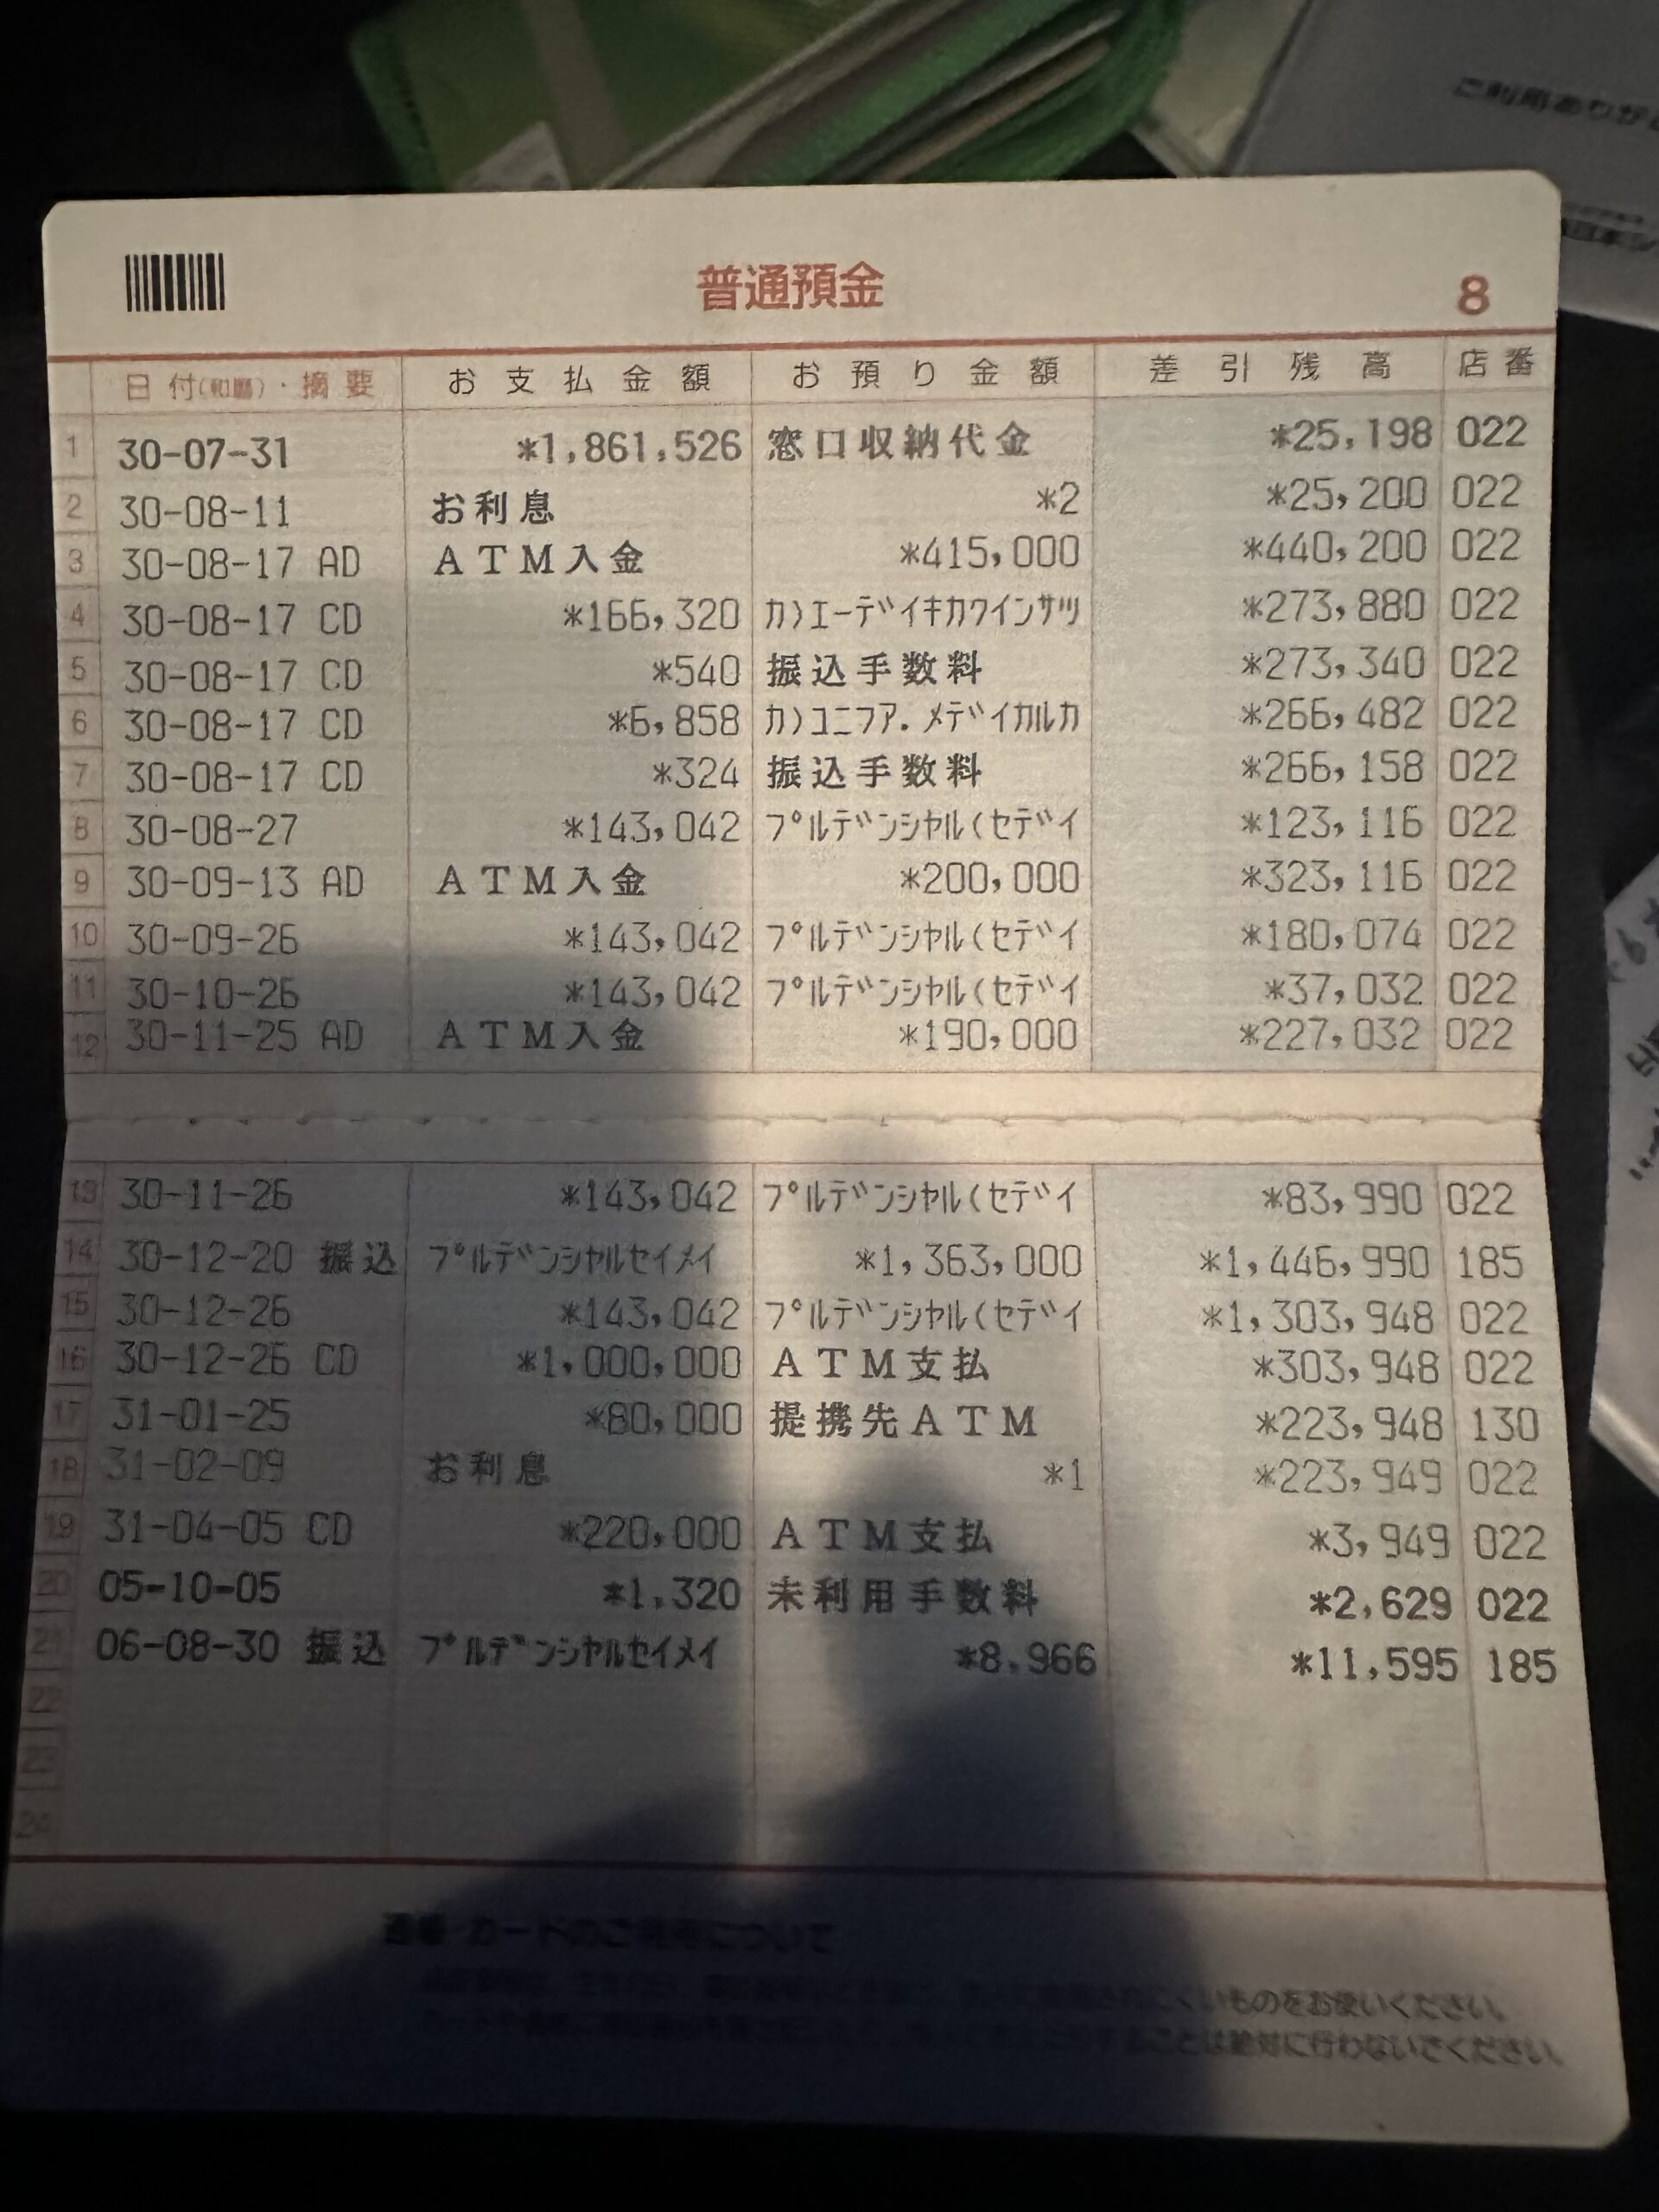 ご利用ありが
普通預金 8
日付(和暦)・摘要 お支払金額 お預り金額 差引残高 店番
1 30-07-31 *1,861,526 窓口収納代金 *25,198 022
2 30-08-11 お利息 *2 *25,200 022
3 30-08-17 AD ATM入金 *415,000 *440,200 022
4 30-08-17 CD *166,320 カ)エーデイキカクインサツ *273,880 022
5 30-08-17 CD *540 振込手数料 *273,340 022
6 30-08-17 CD *6,858 カ)コニフア.メデイカルカ *266,482 022
7 30-08-17 CD *324 振込手数料 *266,158 022
8 30-08-27 *143,042 プルデンシヤル(セデイ *123,116 022
9 30-09-13 AD ATM入金 *200,000 *323,116 022
10 30-09-26 *143,042 プルデンシヤル(セデイ *180,074 022
11 30-10-26 *143,042 プルデンシヤル(セデイ *37,032 022
12 30-11-25 AD ATM入金 *190,000 *227,032 022
13 30-11-26 *143,042 プルデンシヤル(セデイ *83,990 022
14 30-12-20 振込 プルデンシヤルセイメイ *1,363,000 *1,446,990 185
15 30-12-26 *143,042 プルデンシヤル(セデイ *1,303,948 022
16 30-12-26 CD *1,000,000 ATM支払 *303,948 022
17 31-01-25 *80,000 提携先ATM *223,948 130
18 31-02-09 お利息 *1 *223,949 022
19 31-04-05 CD *220,000 ATM支払 *3,949 022
20 05-10-05 *1,320 未利用手数料 *2,629 022
21 06-08-30 振込 プルデンシヤルセイメイ *8,966 *11,595 185
22
23
24
通帳・カードのご利用について
ものをお使いください。
ことは絶対に行わないでください。